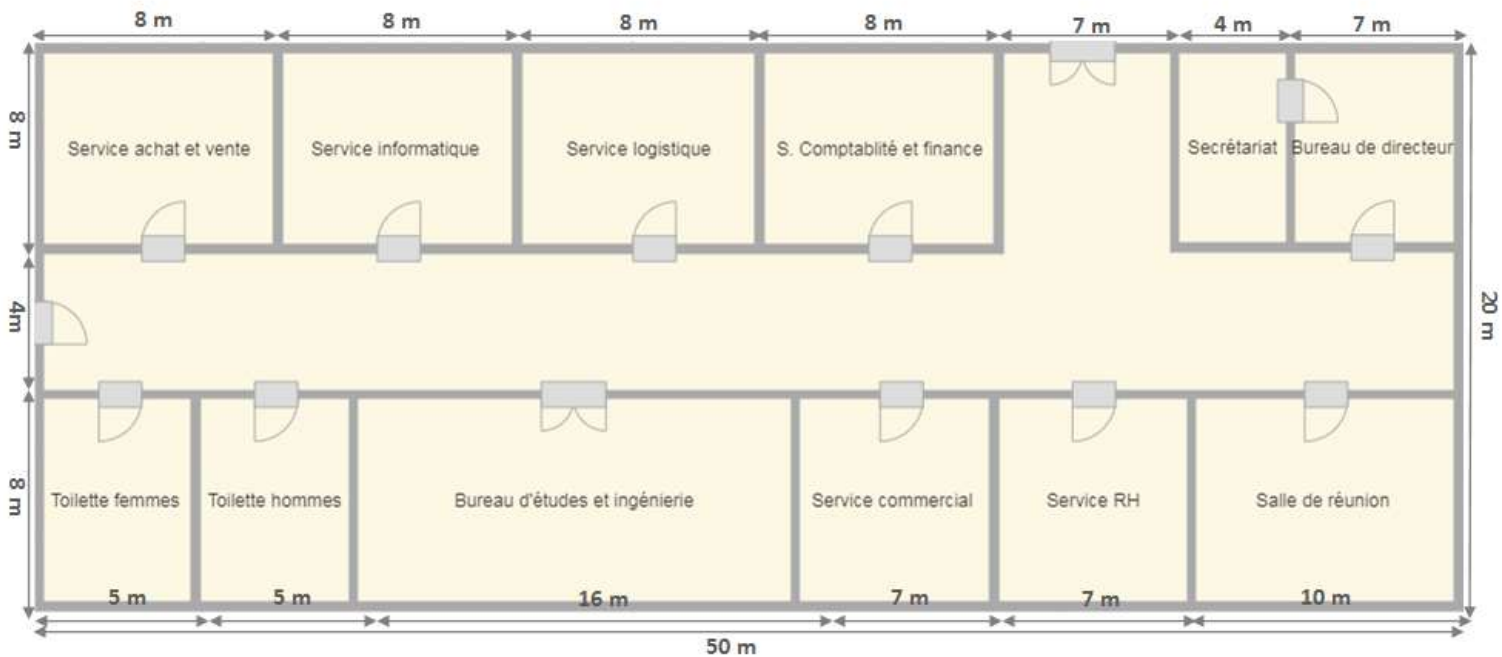 8 m
8 m
8 m
8 m
7 m
4 m
7 m
8 m
Service achat et vente
Service informatique
Service logistique
S. Comptablité et finance
Secrétariat
Bureau de directeur
4m
20 m
8 m
Toilette femmes
Toilette hommes
Bureau d'études et ingénierie
Service commercial
Service RH
Salle de réunion
5 m
5 m
16 m
7 m
7 m
10 m
50 m